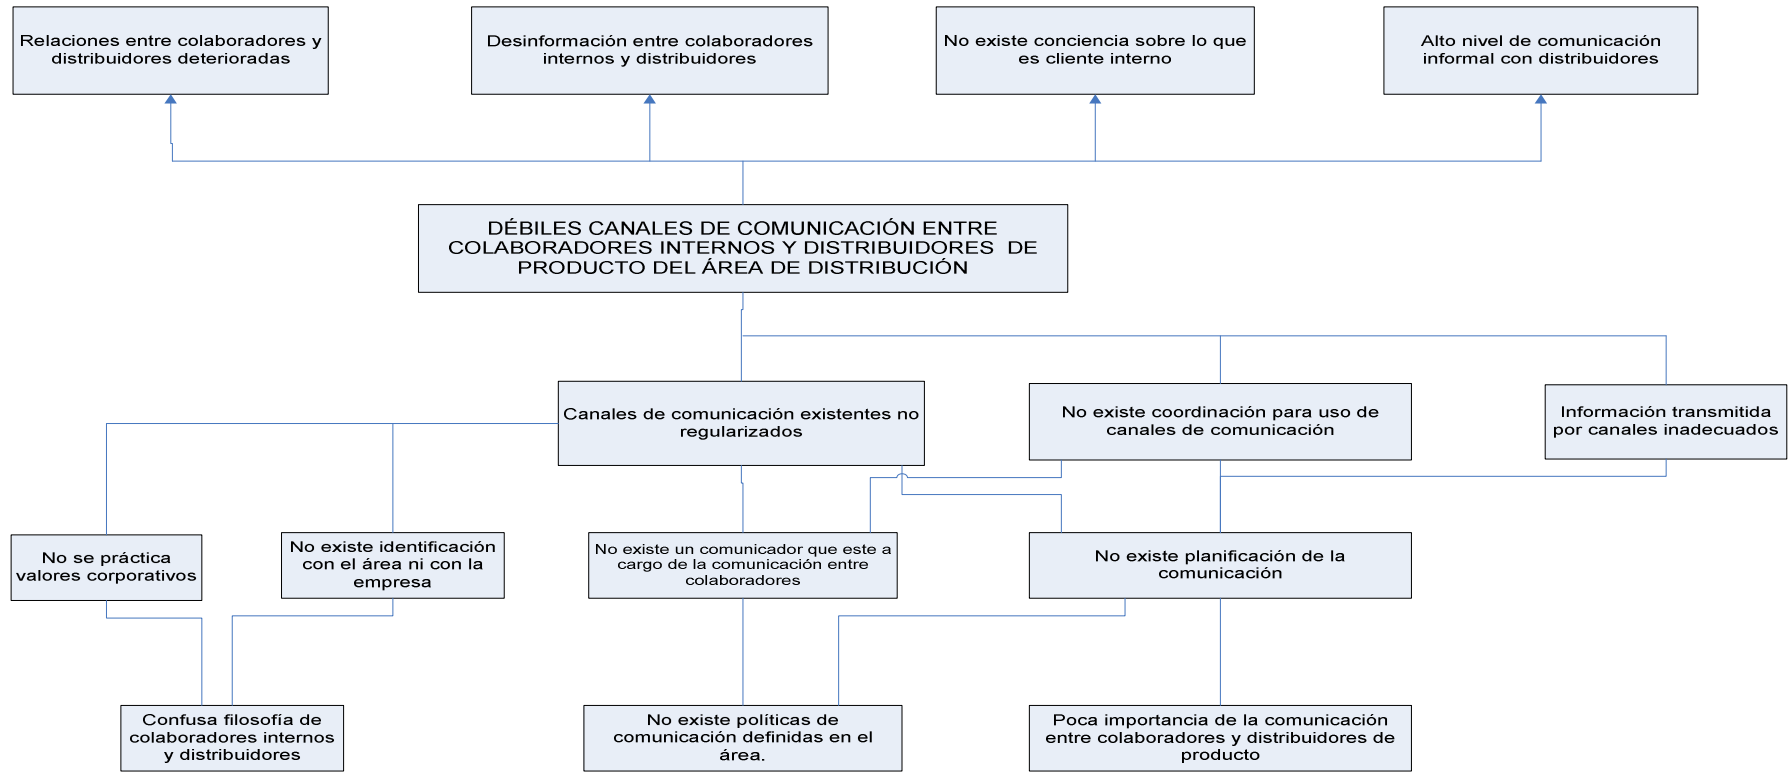 Relaciones entre colaboradores y
distribuidores deterioradas
Desinformación entre colaboradores
internos y distribuidores
No existe conciencia sobre lo que
es cliente interno
Alto nivel de comunicación
informal con distribuidores
DÉBILES CANALES DE COMUNICACIÓN ENTRE
COLABORADORES INTERNOS Y DISTRIBUIDORES DE
PRODUCTO DEL ÁREA DE DISTRIBUCIÓN
Canales de comunicación existentes no
regularizados
No existe coordinación para uso de
canales de comunicación
Información transmitida
por canales inadecuados
No se práctica
valores corporativos
No existe identificación
con el área ni con la
empresa
No existe un comunicador que este a
cargo de la comunicación entre
colaboradores
No existe planificación de la
comunicación
Confusa filosofía de
colaboradores internos
y distribuidores
No existe políticas de
comunicación definidas en el
área.
Poca importancia de la comunicación
entre colaboradores y distribuidores de
producto